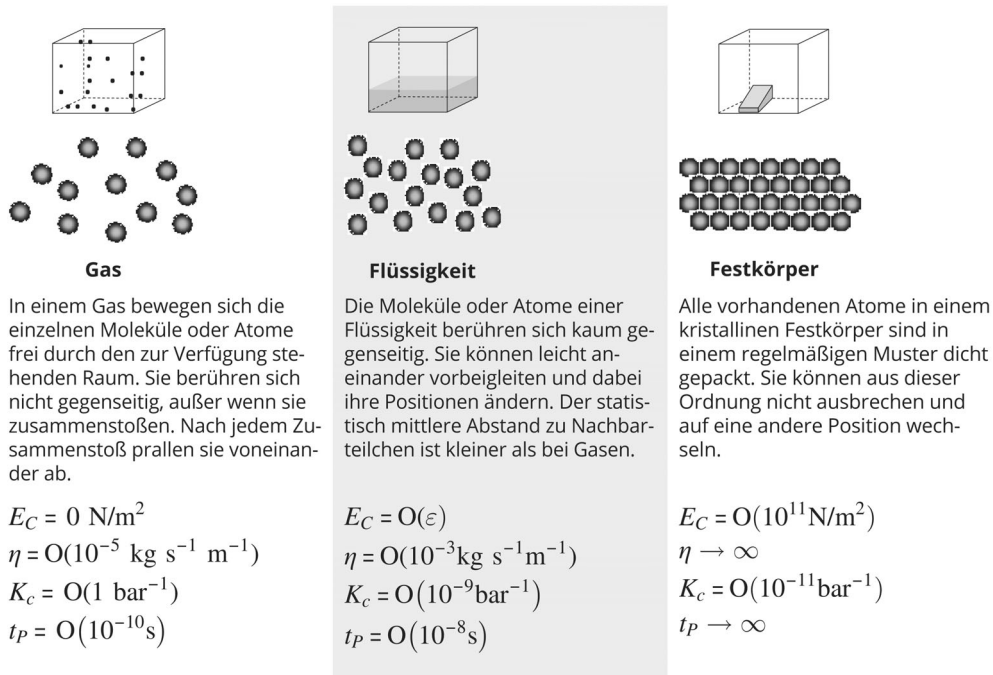 Gas
In einem Gas bewegen sich die
einzelnen Moleküle oder Atome
frei durch den zur Verfügung ste-
henden Raum. Sie berühren sich
nicht gegenseitig, außer wenn sie
zusammenstoßen. Nach jedem Zu-
sammenstoß prallen sie voneinan-
der ab.
E_C = 0 N/m²
η = O(10⁻⁵ kg s⁻¹ m⁻¹)
K_c = O(1 bar⁻¹)
t_P = O(10⁻¹⁰s)
Flüssigkeit
Die Moleküle oder Atome einer
Flüssigkeit berühren sich kaum ge-
genseitig. Sie können leicht an-
einander vorbeigleiten und dabei
ihre Positionen ändern. Der statis-
tisch mittlere Abstand zu Nachbar-
teilchen ist kleiner als bei Gasen.
E_C = O(ε)
η = O(10⁻³kg s⁻¹m⁻¹)
K_c = O(10⁻⁹bar⁻¹)
t_P = O(10⁻⁸s)
Festkörper
Alle vorhandenen Atome in einem
kristallinen Festkörper sind in
einem regelmäßigen Muster dicht
gepackt. Sie können aus dieser
Ordnung nicht ausbrechen und
auf eine andere Position wech-
seln.
E_C = O(10¹¹N/m²)
η → ∞
K_c = O(10⁻¹¹bar⁻¹)
t_P → ∞